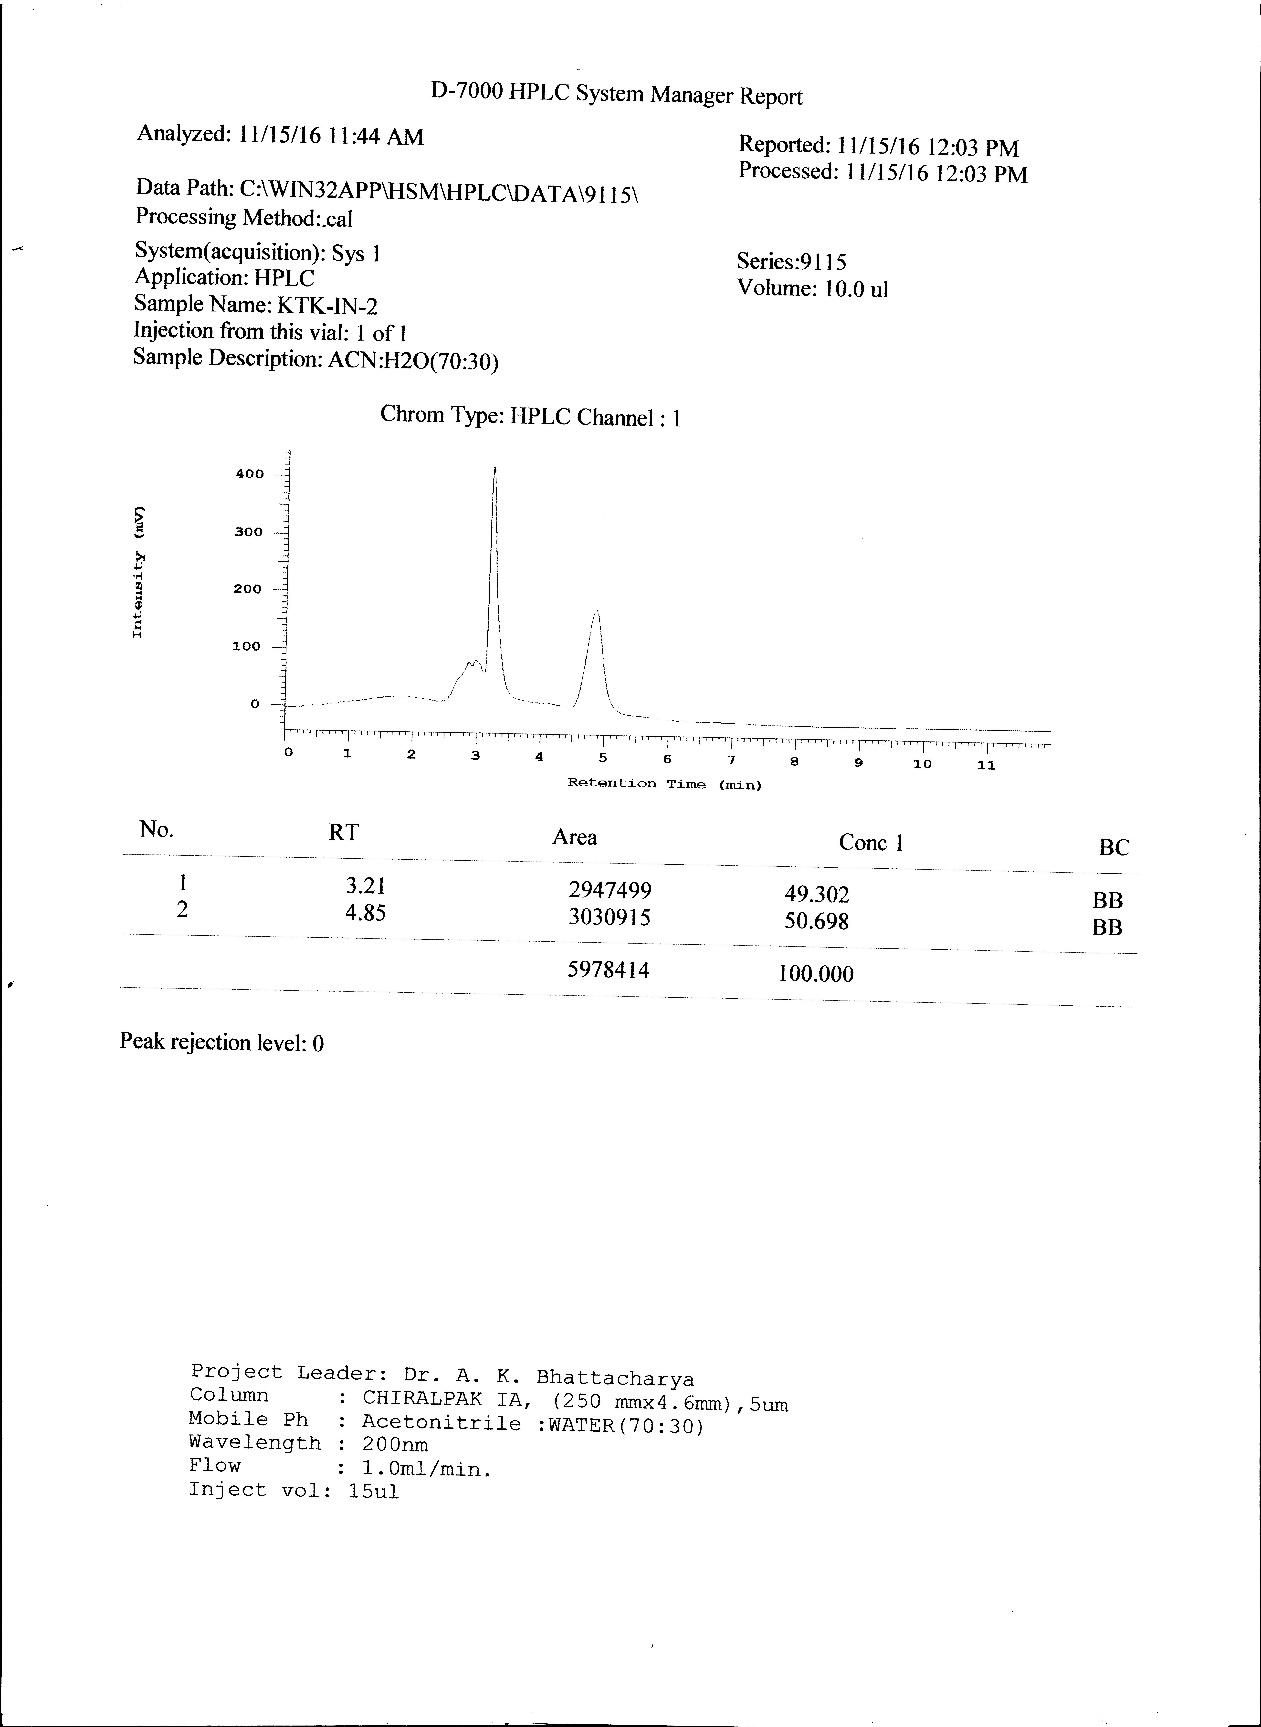 D-7000 HPLC System Manager Report
Analyzed: 11/15/16 11:44 AM
Reported: 11/15/16 12:03 PM
Processed: 11/15/16 12:03 PM
Data Path: C:\WIN32APP\HSM\HPLC\DATA\9115\
Processing Method:.cal
System(acquisition): Sys 1
Series:9115
Application: HPLC
Volume: 10.0 ul
Sample Name: KTK-IN-2
Injection from this vial: 1 of 1
Sample Description: ACN:H2O(70:30)
Chrom Type: HPLC Channel : 1
Intensity (mV)
400
300
200
100
0
0 1 2 3 4 5 6 7 8 9 10 11
Retention Time (min)
No. RT Area Conc 1 BC
1 3.21 2947499 49.302 BB
2 4.85 3030915 50.698 BB
5978414 100.000
Peak rejection level: 0
Project Leader: Dr. A. K. Bhattacharya
Column : CHIRALPAK IA, (250 mmx4.6mm),5um
Mobile Ph : Acetonitrile :WATER(70:30)
Wavelength : 200nm
Flow : 1.0ml/min.
Inject vol: 15ul